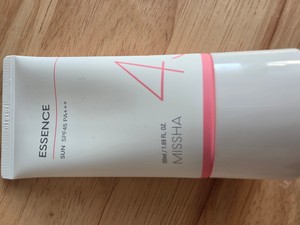 ESSENCE
SUN SPF45 PA+++
4
MISSHA
50ml / 1.69 FL. OZ.